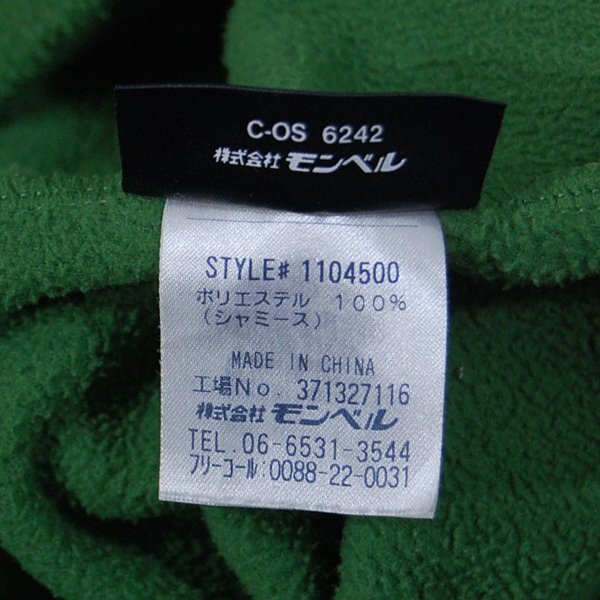 C-OS 6242
株式会社 モンベル
STYLE# 1104500
ポリエステル 100%
(シャミース)
MADE IN CHINA
工場No. 371327116
株式会社 モンベル
TEL. 06-6531-3544
フリーコール:0088-22-0031